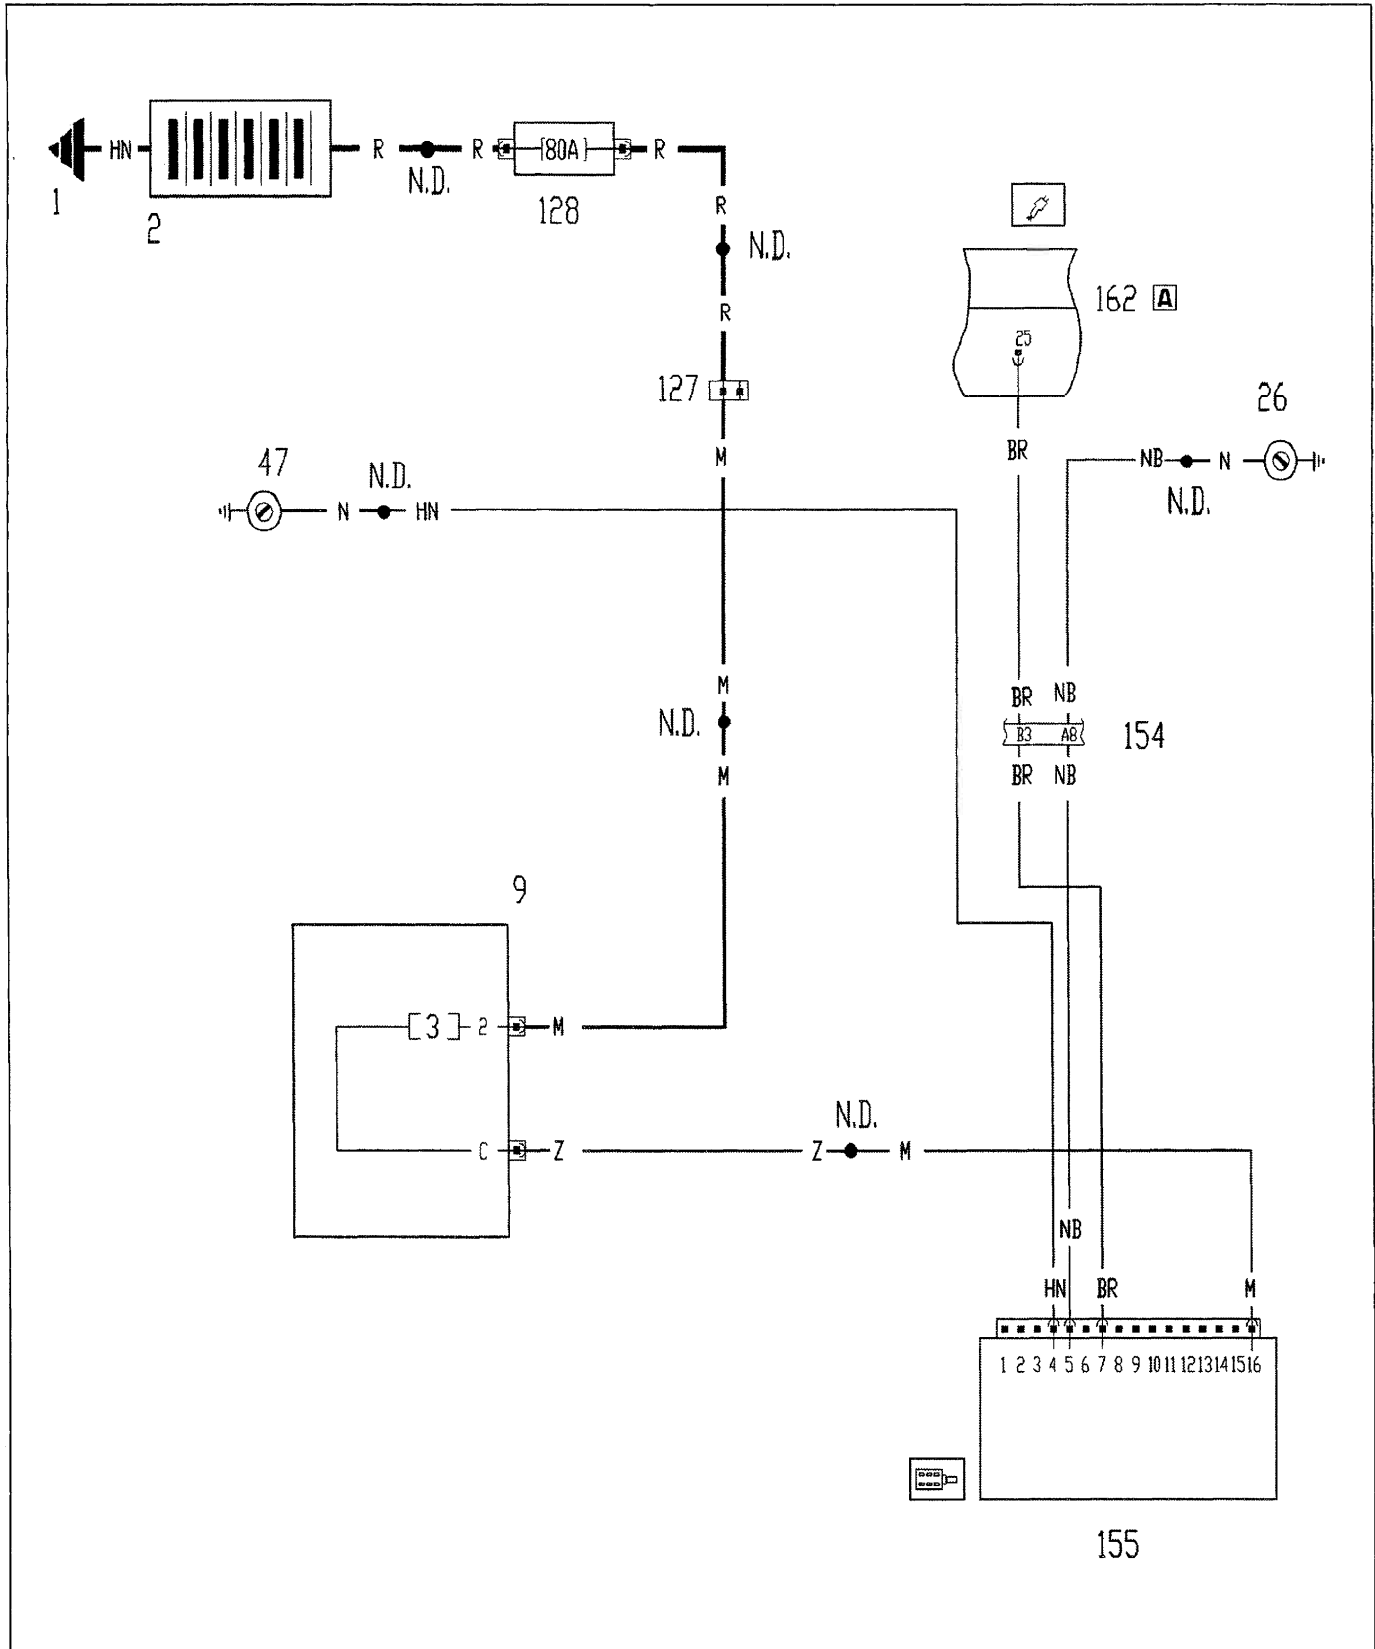 HN R R [80A] R
1 2 N.D. 128
R
N.D.
R
162 A
25
127
26
BR
M
NB N
47 N.D.
N HN
N.D.
M
N.D.
BR NB
B3 A8 154
M
BR NB
9
[3] 2 M
N.D.
C Z Z M
NB
HN BR M
1 2 3 4 5 6 7 8 9 10 11 12 13 14 15 16
155